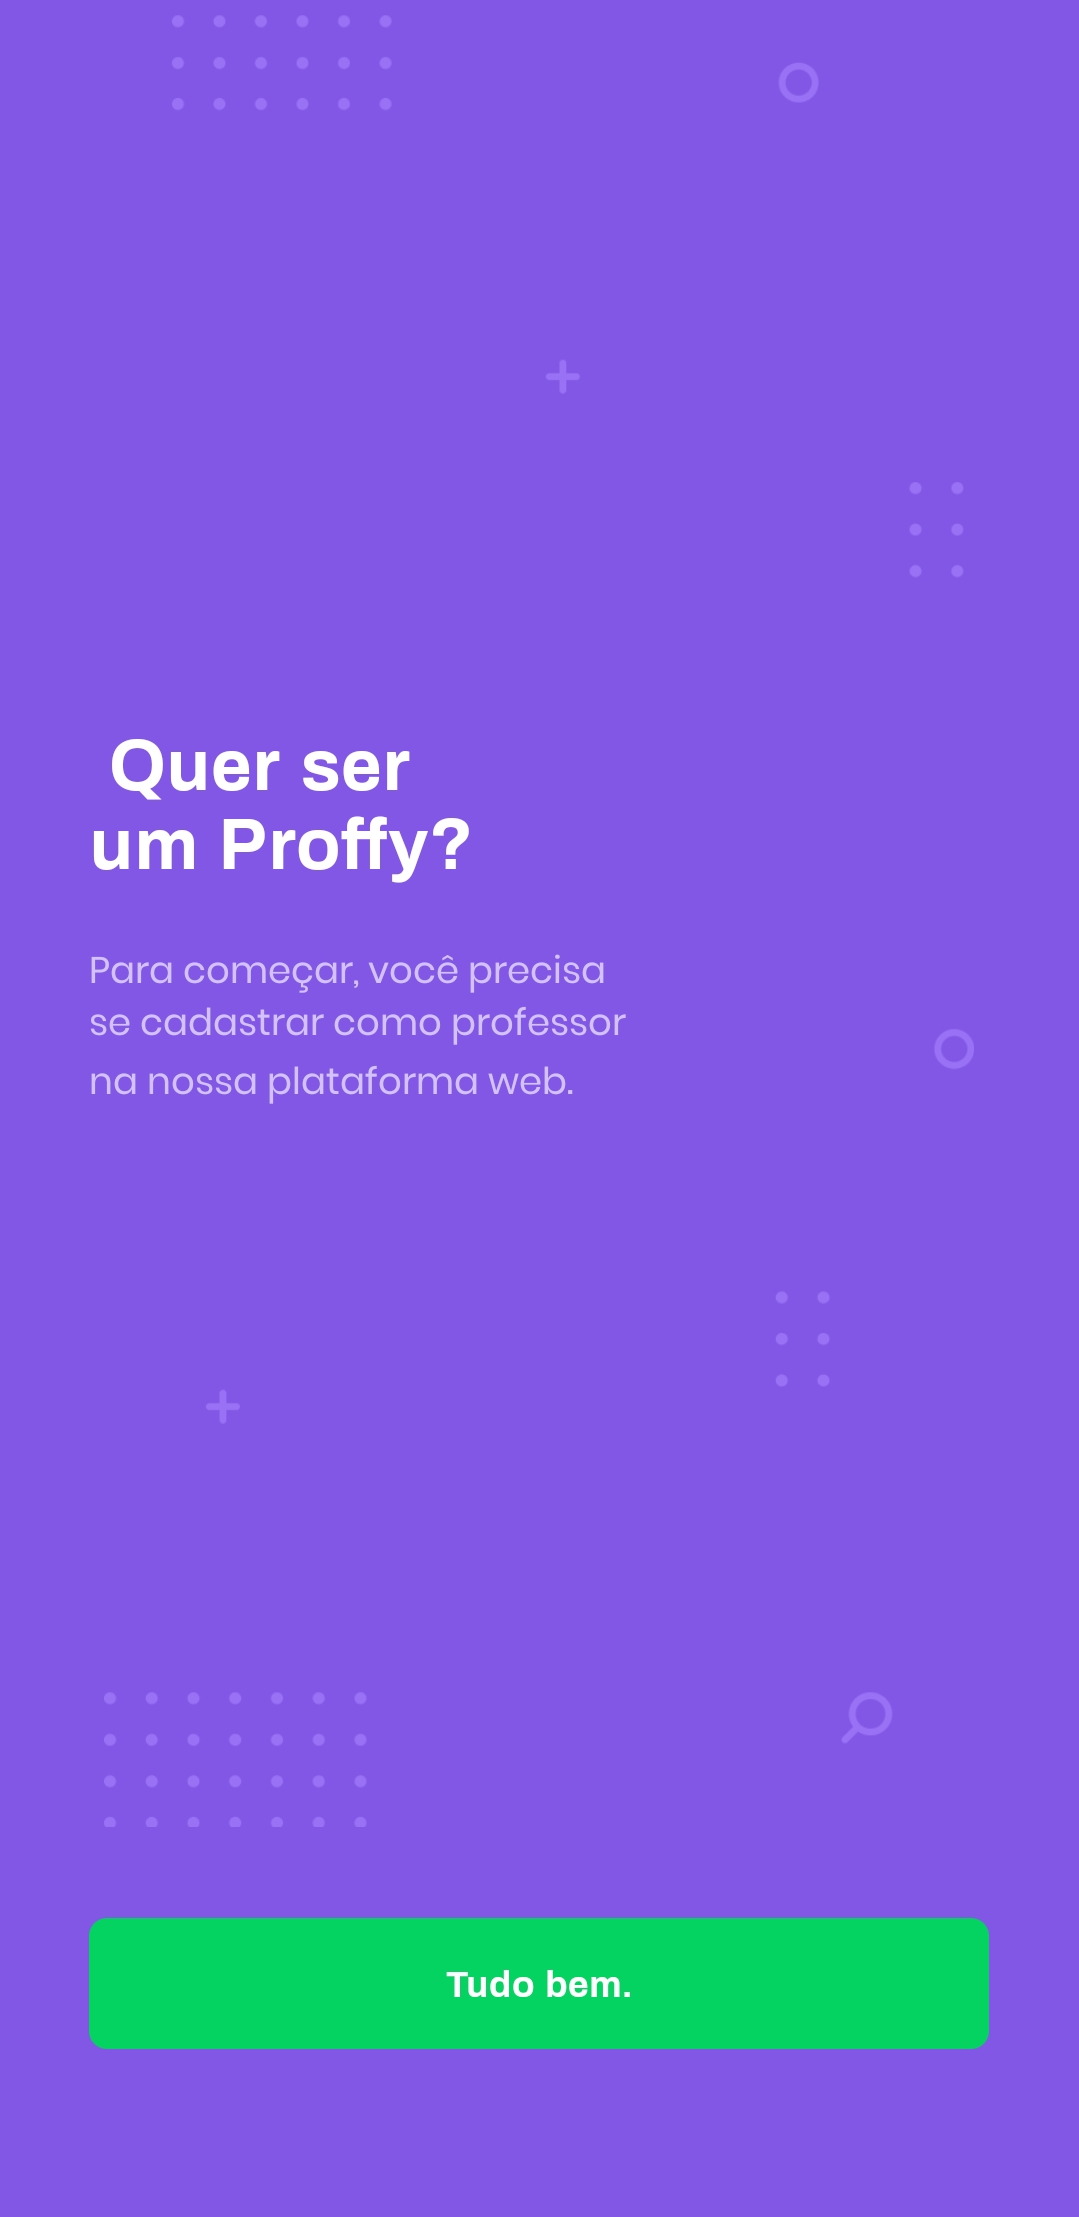 Quer ser
um Proffy?
Para começar, você precisa
se cadastrar como professor
na nossa plataforma web.
Tudo bem.